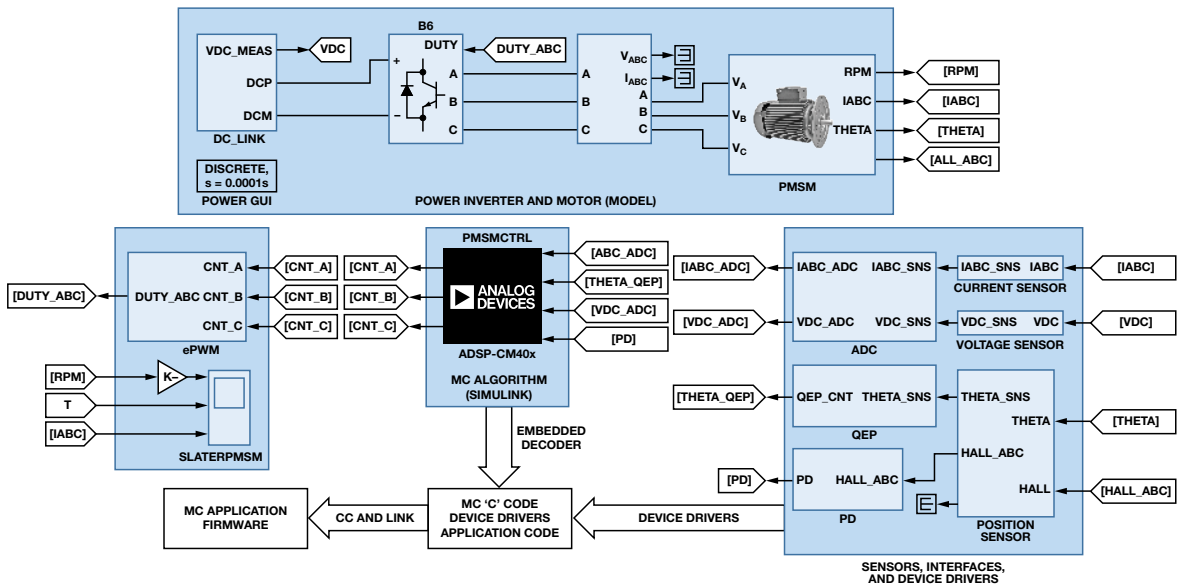 B6
VDC_MEAS
VDC
DUTY
DUTY_ABC
DCP
+
A
A
DCM
–
B
B
C
C
DC_LINK
VABC
IABC
A
B
C
VA
VB
VC
RPM
[RPM]
IABC
[IABC]
THETA
[THETA]
[ALL_ABC]
PMSM
DISCRETE,
s = 0.0001s
POWER GUI
POWER INVERTER AND MOTOR (MODEL)
CNT_A
[CNT_A]
[DUTY_ABC]
DUTY_ABC
CNT_B
[CNT_B]
CNT_C
[CNT_C]
ePWM
[RPM]
K–
T
[IABC]
SLATERPMSM
PMSMCTRL
[CNT_A]
[CNT_B]
[CNT_C]
ANALOG
DEVICES
ADSP-CM40x
[ABC_ADC]
[THETA_QEP]
[VDC_ADC]
[PD]
MC ALGORITHM
(SIMULINK)
EMBEDDED
DECODER
[IABC_ADC]
IABC_ADC
IABC_SNS
IABC_SNS
IABC
[IABC]
CURRENT SENSOR
[VDC_ADC]
VDC_ADC
VDC_SNS
VDC_SNS
VDC
[VDC]
ADC
VOLTAGE SENSOR
[THETA_QEP]
QEP_CNT
THETA_SNS
THETA_SNS
QEP
THETA
[THETA]
HALL_ABC
[PD]
PD
HALL_ABC
HALL
[HALL_ABC]
PD
POSITION
SENSOR
MC APPLICATION
FIRMWARE
CC AND LINK
MC ‘C’ CODE
DEVICE DRIVERS
APPLICATION CODE
DEVICE DRIVERS
SENSORS, INTERFACES,
AND DEVICE DRIVERS